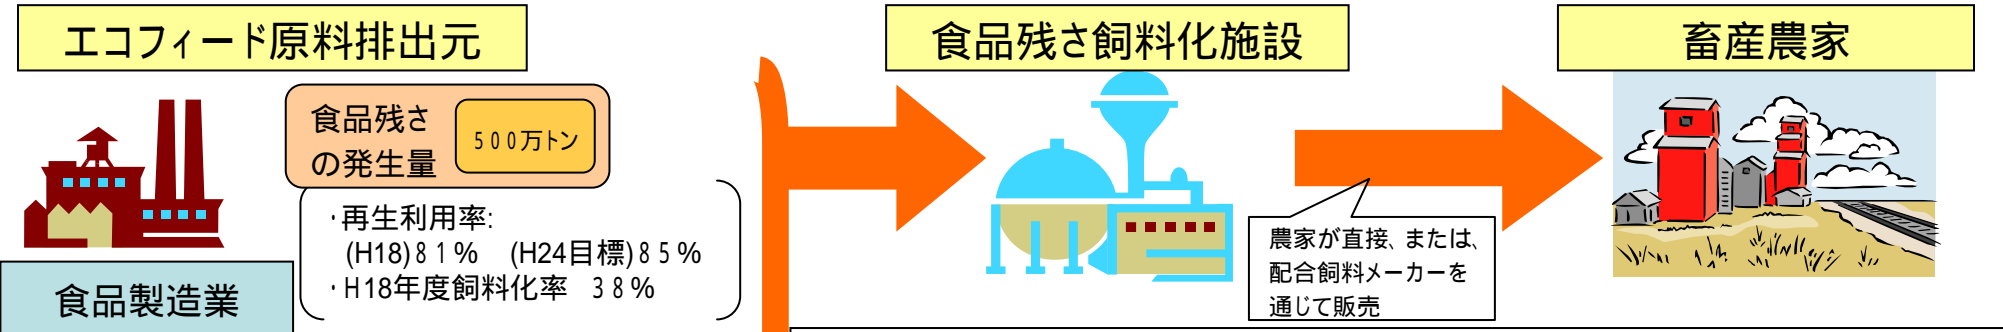 エコフィード原料排出元
食品残さ飼料化施設
畜産農家
食品残さ
の発生量
500万トン
・再生利用率:
(H18)81% (H24目標)85%
・H18年度飼料化率 38%
食品製造業
農家が直接、または、
配合飼料メーカーを
通じて販売